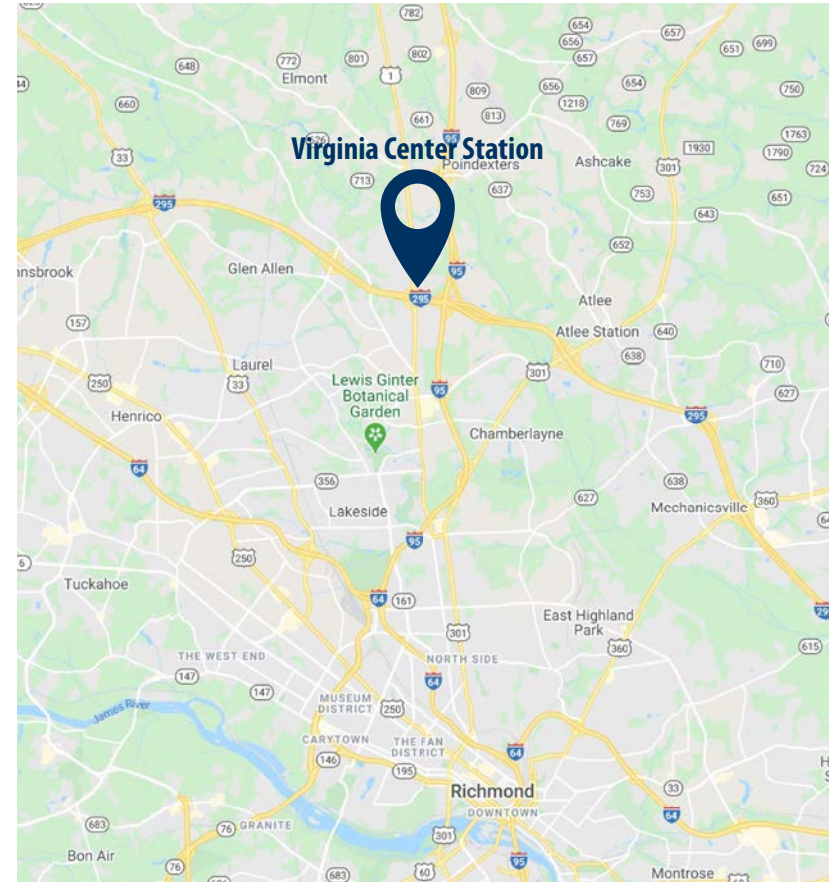 782
654
656
657
657
651
699
648
772
801
802
Elmont
1
809
656
654
750
660
1218
661
813
769
1763
Virginia Center Station
95
Poindexters
Ashcake
1930
1790
33
301
724
713
637
753
651
295
643
652
nsbrook
Glen Allen
95
295
Atlee
157
Atlee Station
640
638
Laurel
301
710
250
33
Lewis Ginter
Botanical
Garden
95
627
Henrico
295
Chamberlayne
64
356
638
360
Lakeside
627
Mechanicsville
95
250
Tuckahoe
64
161
East Highland
Park
301
360
615
THE WEST END
NORTH SIDE
147
147
64
MUSEUM
DISTRICT
250
James River
CARYTOWN
THE FAN
DISTRICT
64
146
195
Richmond
33
DOWNTOWN
64
683
76
GRANITE
301
Bon Air
95
76
683
60
Montrose